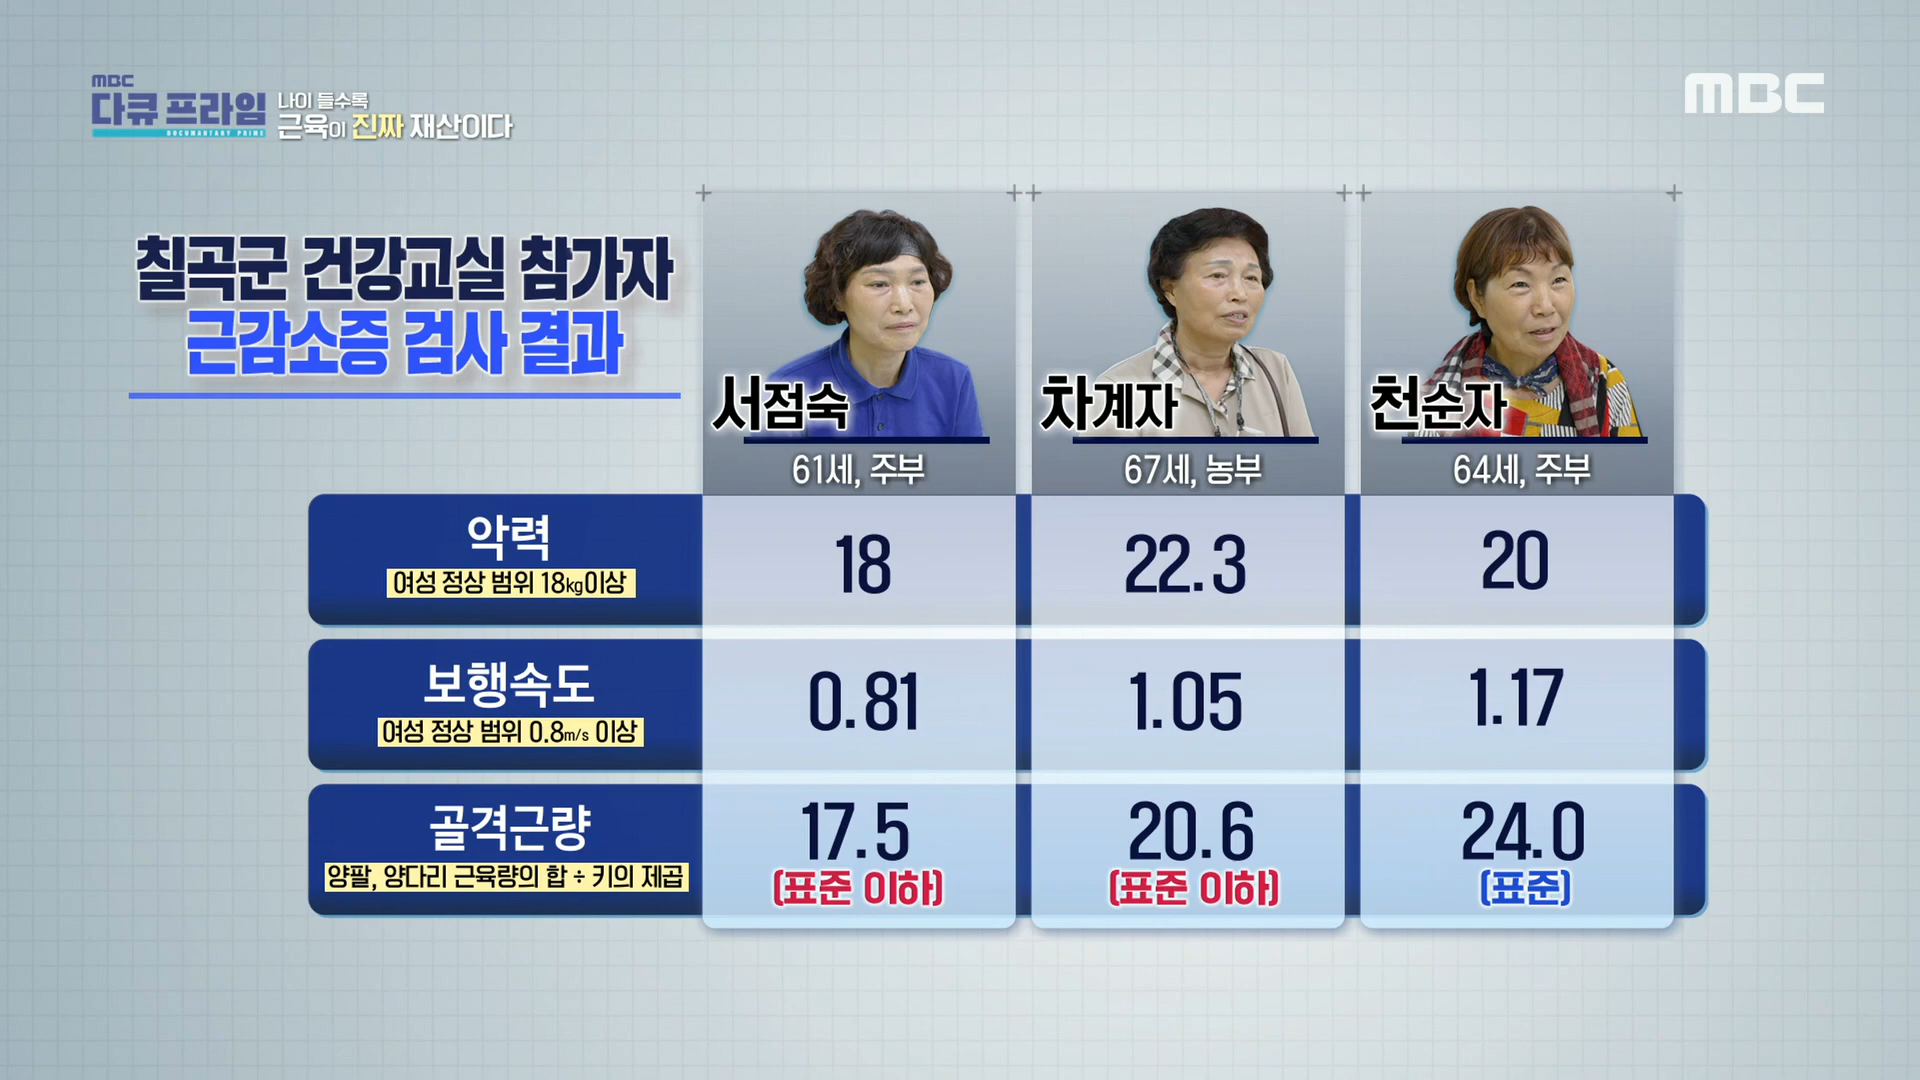 MBC
다큐 프라임
DOCUMANTARY PRIME
나이 들수록
근육이 진짜 재산이다
MBC
칠곡군 건강교실 참가자
근감소증 검사 결과
서점숙
61세, 주부
차계자
67세, 농부
천순자
64세, 주부
악력
여성 정상 범위 18kg이상
18
22.3
20
보행속도
여성 정상 범위 0.8m/s 이상
0.81
1.05
1.17
골격근량
양팔, 양다리 근육량의 합 ÷ 키의 제곱
17.5
(표준 이하)
20.6
(표준 이하)
24.0
(표준)